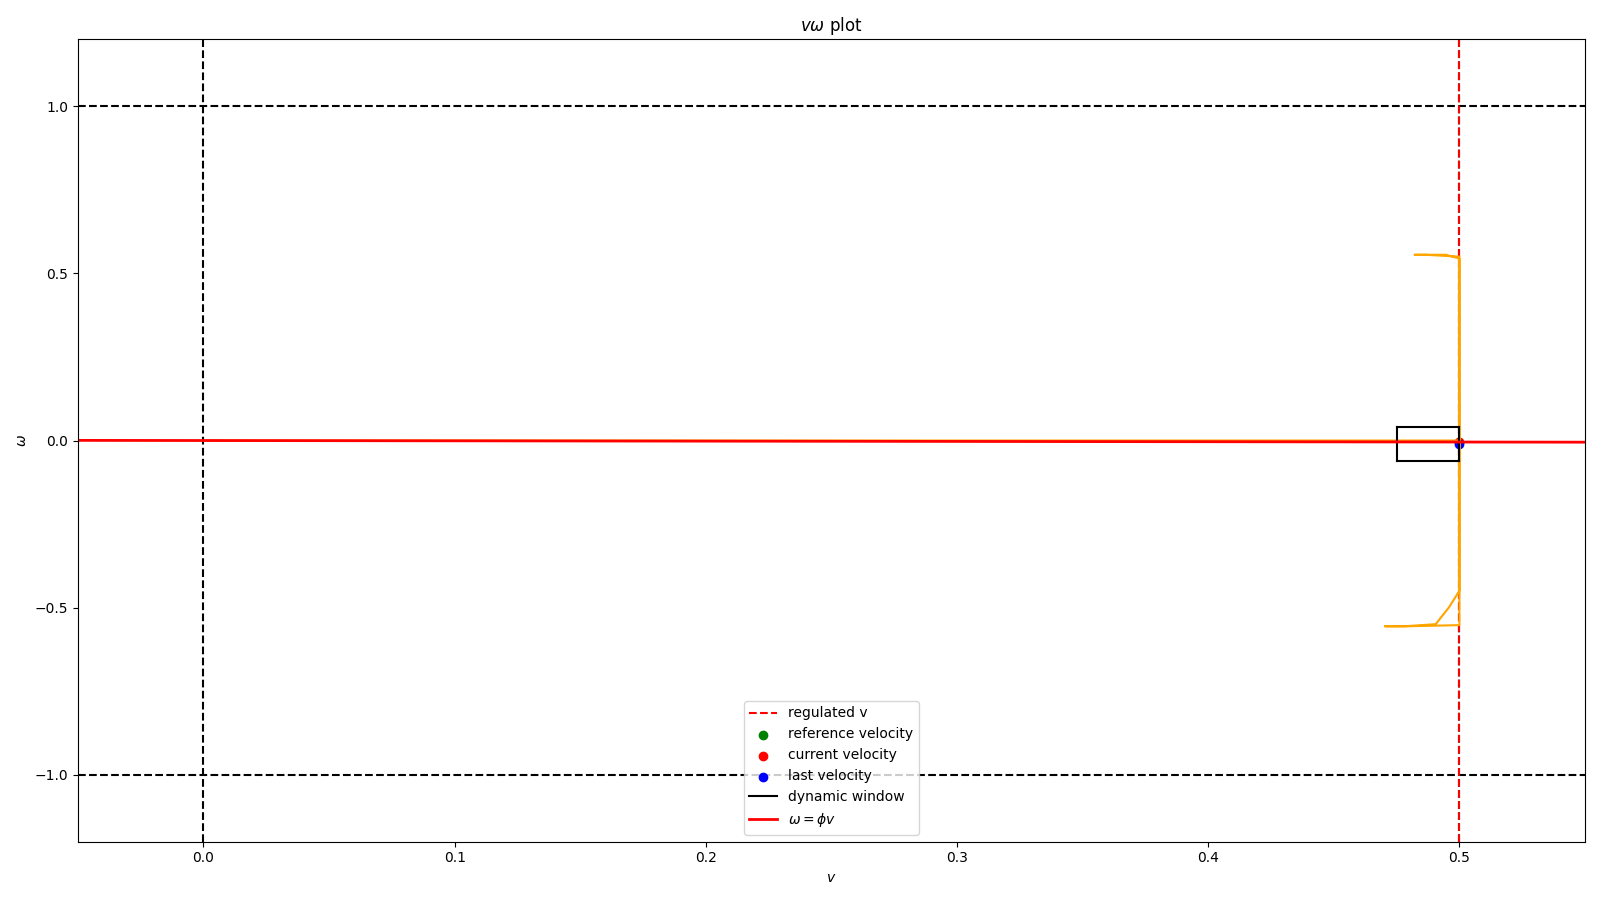 vω plot
1.0
0.5
0.0
−0.5
−1.0
ω
regulated v
reference velocity
current velocity
last velocity
dynamic window
ω = ϕv
0.0 0.1 0.2 0.3 0.4 0.5
v